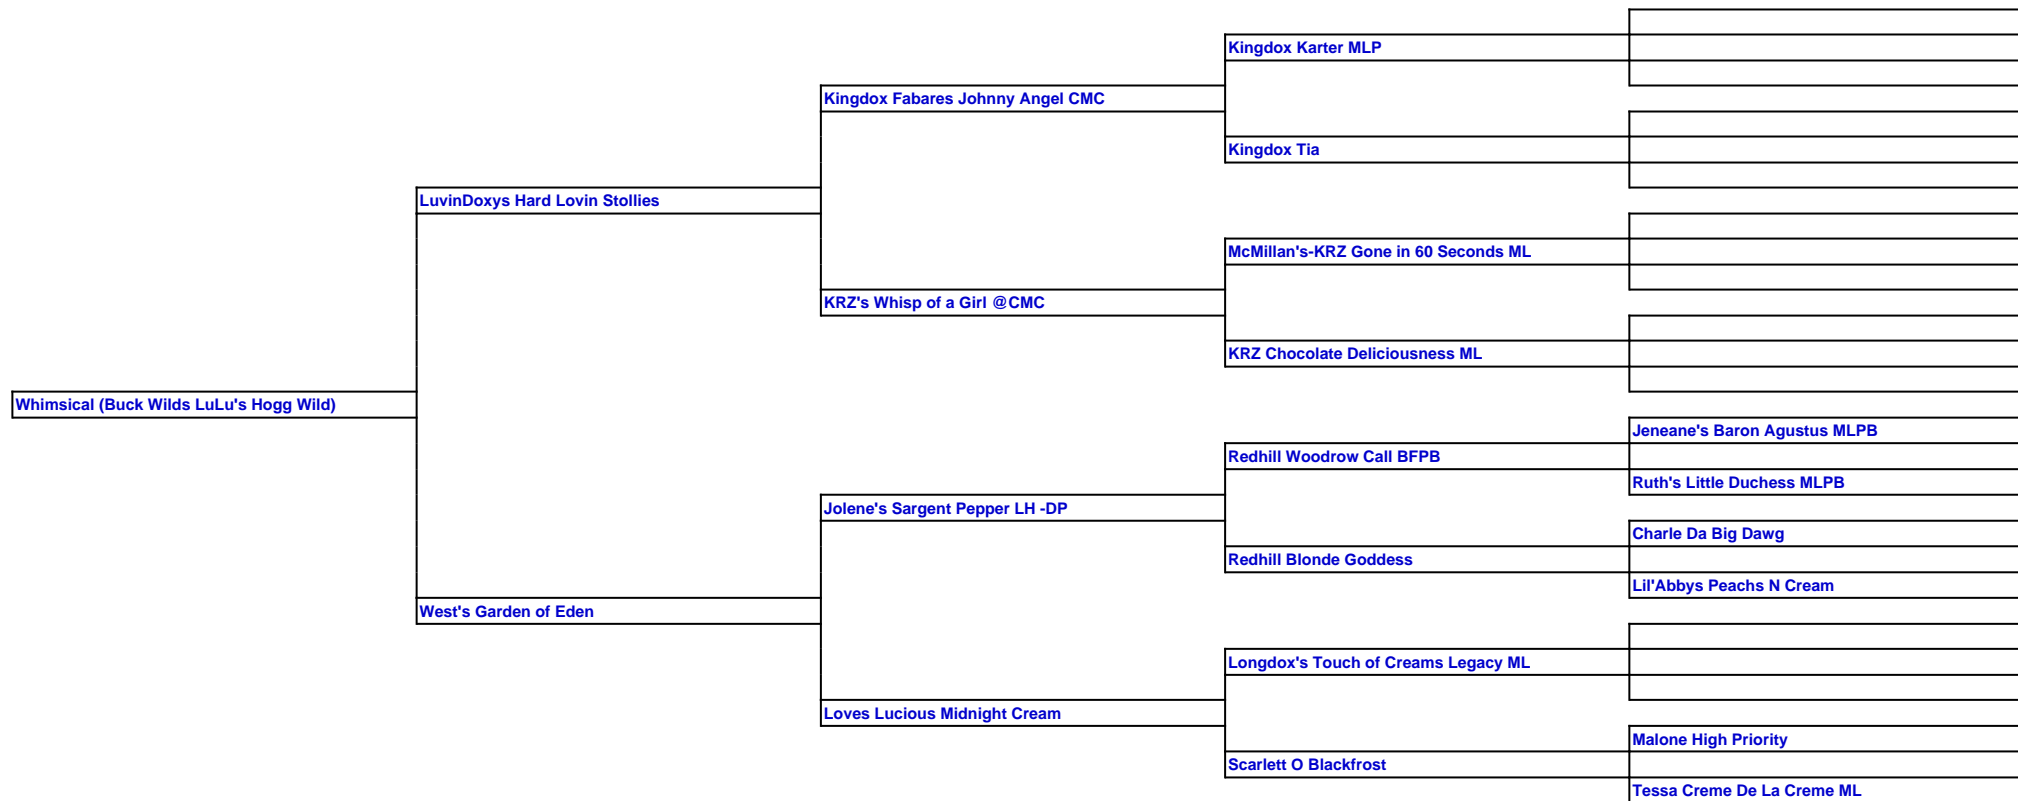 Kingdox Karter MLP
Kingdox Fabares Johnny Angel CMC
Kingdox Tia
LuvinDoxys Hard Lovin Stollies
McMillan's-KRZ Gone in 60 Seconds ML
KRZ's Whisp of a Girl @CMC
KRZ Chocolate Deliciousness ML
Whimsical (Buck Wilds LuLu's Hogg Wild)
Jeneane's Baron Agustus MLPB
Redhill Woodrow Call BFPB
Ruth's Little Duchess MLPB
Jolene's Sargent Pepper LH -DP
Charle Da Big Dawg
Redhill Blonde Goddess
Lil'Abbys Peachs N Cream
West's Garden of Eden
Longdox's Touch of Creams Legacy ML
Loves Lucious Midnight Cream
Malone High Priority
Scarlett O Blackfrost
Tessa Creme De La Creme ML